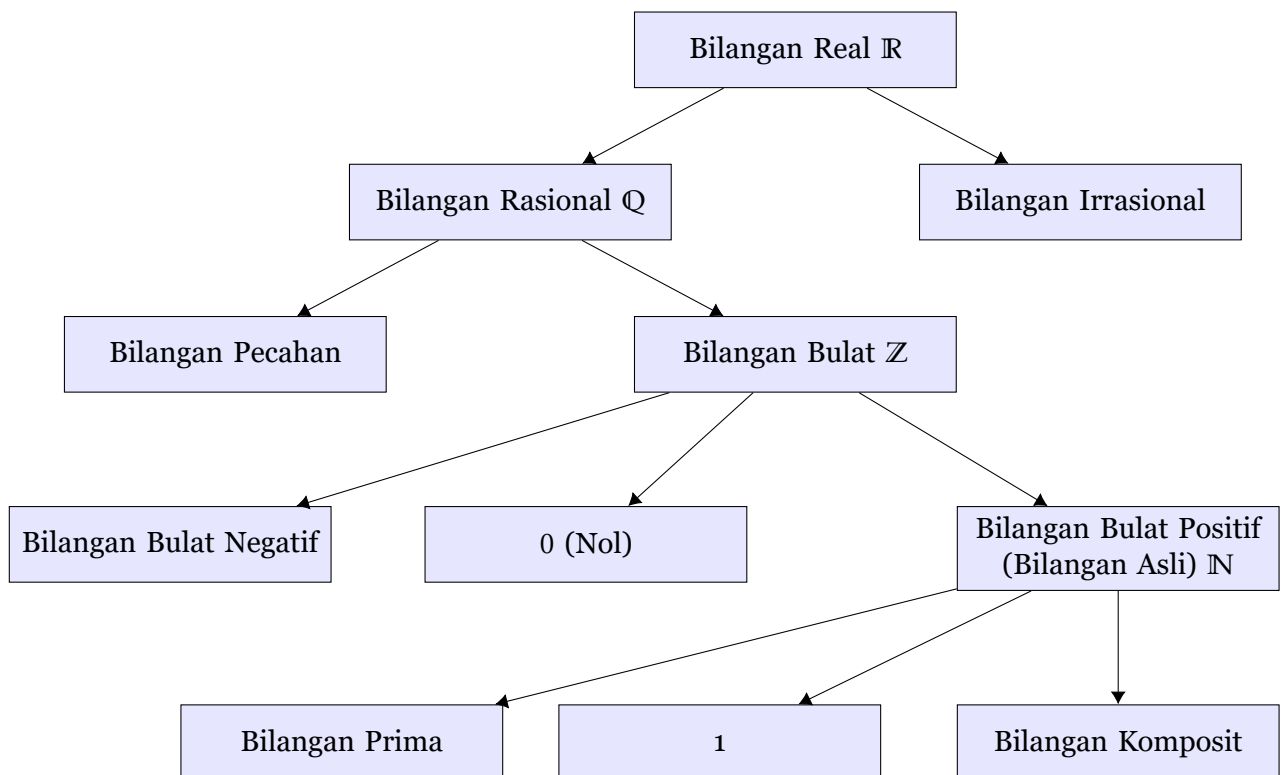 Bilangan Real ℝ
Bilangan Rasional ℚ
Bilangan Irrasional
Bilangan Pecahan
Bilangan Bulat ℤ
Bilangan Bulat Negatif
0 (Nol)
Bilangan Bulat Positif
(Bilangan Asli) ℕ
Bilangan Prima
1
Bilangan Komposit